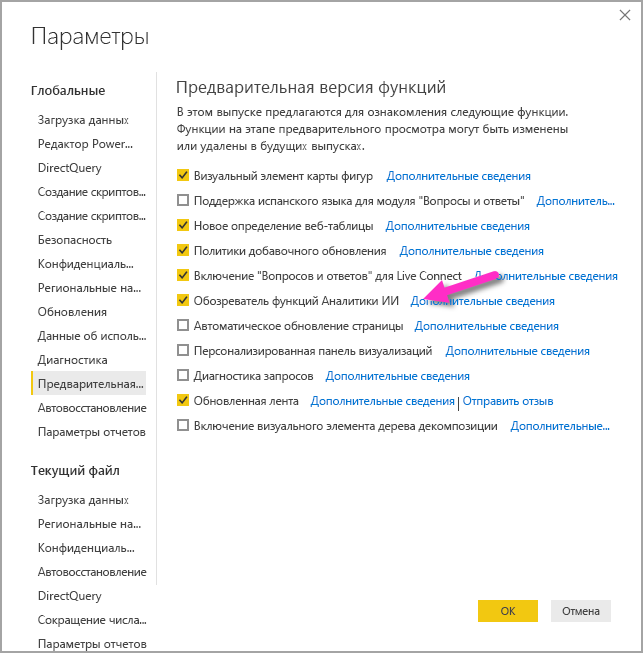 Параметры
Глобальные
Загрузка данных
Редактор Power...
DirectQuery
Создание скриптов...
Создание скриптов...
Безопасность
Конфиденциаль...
Региональные на...
Обновления
Данные об исполь...
Диагностика
Предварительная...
Автовосстановление
Параметры отчетов
Текущий файл
Загрузка данных
Региональные на...
Конфиденциаль...
Автовосстановление
DirectQuery
Сокращение числа...
Параметры отчетов
Предварительная версия функций
В этом выпуске предлагаются для ознакомления следующие функции.
Функции на этапе предварительного просмотра могут быть изменены
или удалены в будущих выпусках.
Визуальный элемент карты фигур Дополнительные сведения
Поддержка испанского языка для модуля "Вопросы и ответы" Дополнитель...
Новое определение веб-таблицы Дополнительные сведения
Политики добавочного обновления Дополнительные сведения
Включение "Вопросов и ответов" для Live Connect Дополнительные сведения
Обозреватель функций Аналитики ИИ Дополнительные сведения
Автоматическое обновление страницы Дополнительные сведения
Персонализированная панель визуализаций Дополнительные сведения
Диагностика запросов Дополнительные сведения
Обновленная лента Дополнительные сведения | Отправить отзыв
Включение визуального элемента дерева декомпозиции Дополнительные...
ОК Отмена